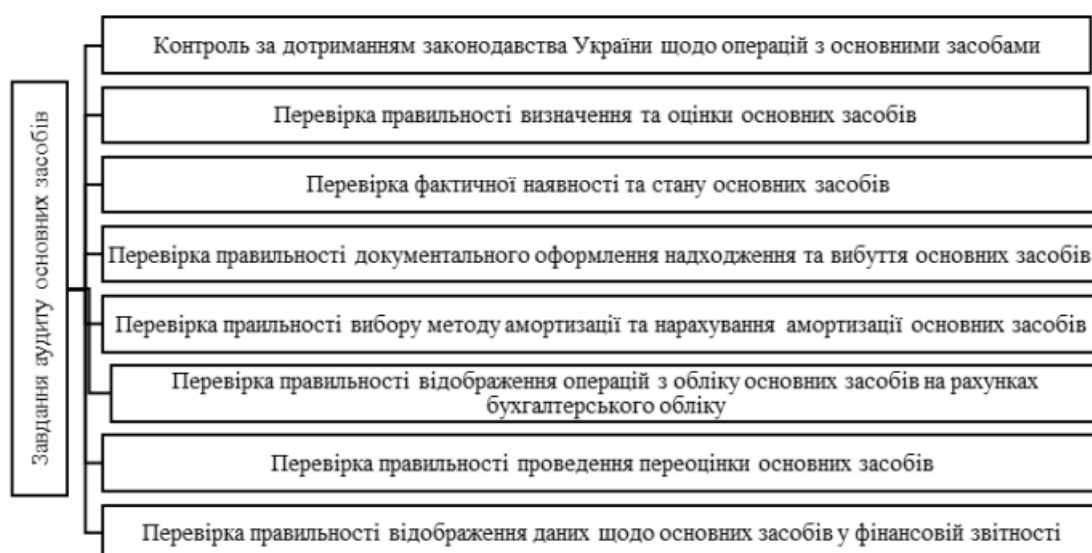 Завдання аудиту основних засобів
Контроль за дотриманням законодавства України щодо операцій з основними засобами
Перевірка правильності визначення та оцінки основних засобів
Перевірка фактичної наявності та стану основних засобів
Перевірка правильності документального оформлення надходження та вибуття основних засобів
Перевірка праильності вибору методу амортизації та нарахування амортизації основних засобів
Перевірка правильності відображення операцій з обліку основних засобів на рахунках
бухгалтерського обліку
Перевірка правильності проведення переоцінки основних засобів
Перевірка правильності відображення даних щодо основних засобів у фінансовій звітності